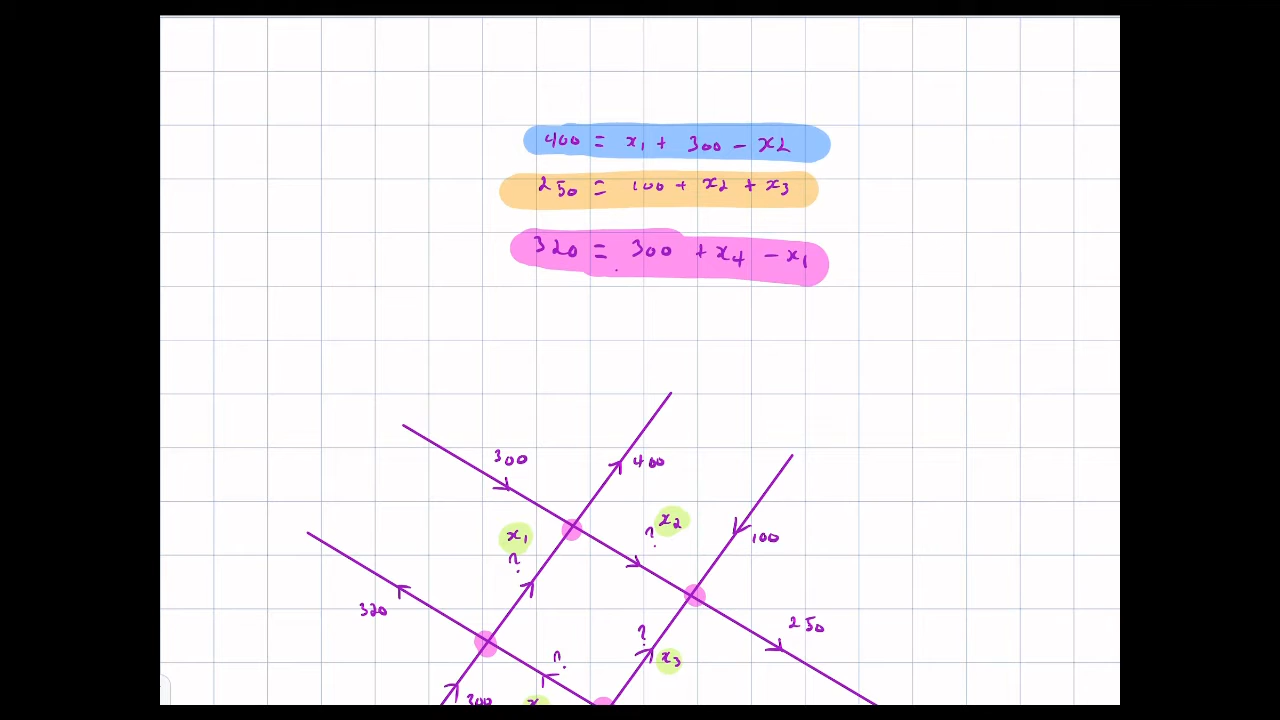 400 = x₁ + 300 − x₂
250 = 100 + x₂ + x₃
320 = 300 + x₄ − x₁
300
400
x₂
?
x₁
?
100
320
250
?
x₃
?
300
x